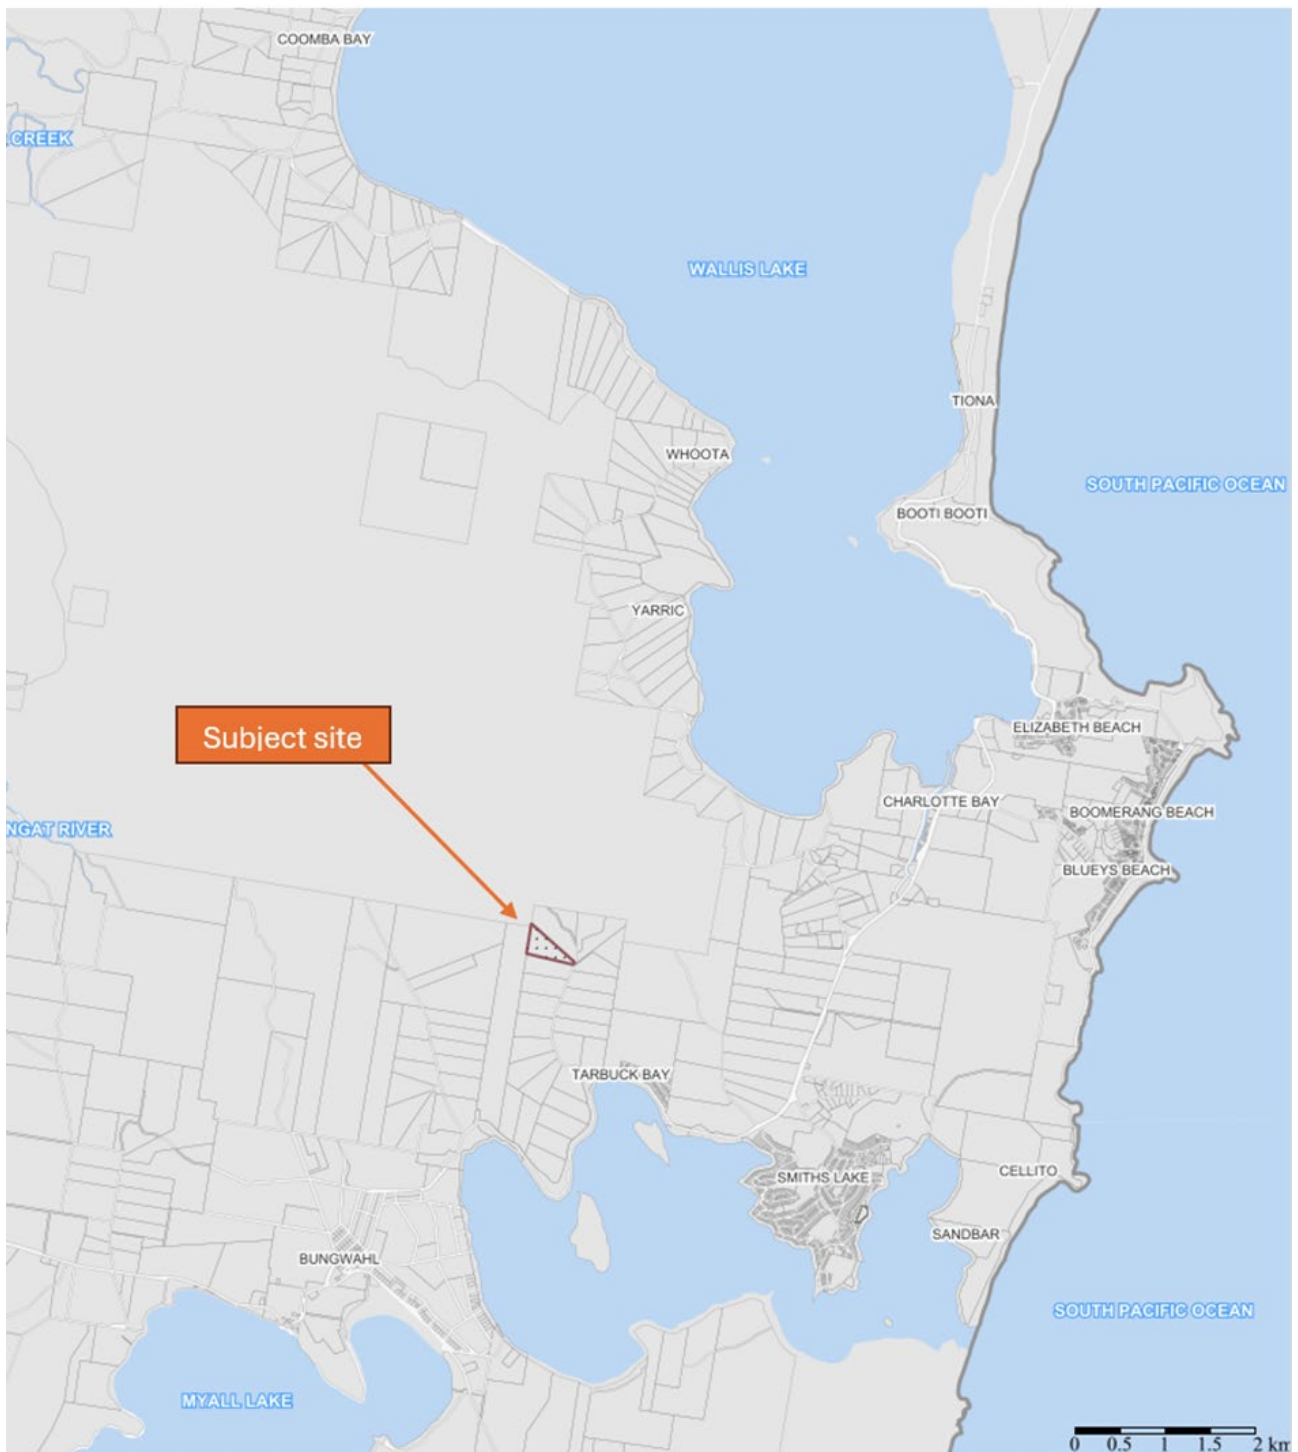 COOMBA BAY
CREEK
WALLIS LAKE
TIONA
WHOOTA
SOUTH PACIFIC OCEAN
BOOTI BOOTI
YARRIC
Subject site
ELIZABETH BEACH
CHARLOTTE BAY
BOOMERANG BEACH
NGAT RIVER
BLUEYS BEACH
TARBUCK BAY
CELLITO
SMITHS LAKE
SANDBAR
BUNGWAHL
SOUTH PACIFIC OCEAN
MYALL LAKE
0 0.5 1 1.5 2 km